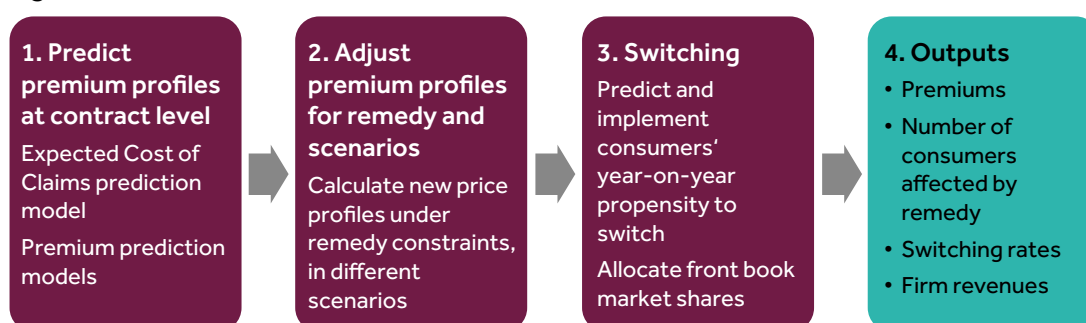 1. Predict
premium profiles
at contract level
Expected Cost of
Claims prediction
model
Premium prediction
models
2. Adjust
premium profiles
for remedy and
scenarios
Calculate new price
profiles under
remedy constraints,
in different
scenarios
3. Switching
Predict and
implement
consumers‘
year-on-year
propensity to
switch
Allocate front book
market shares
4. Outputs
• Premiums
• Number of
consumers
affected by
remedy
• Switching rates
• Firm revenues